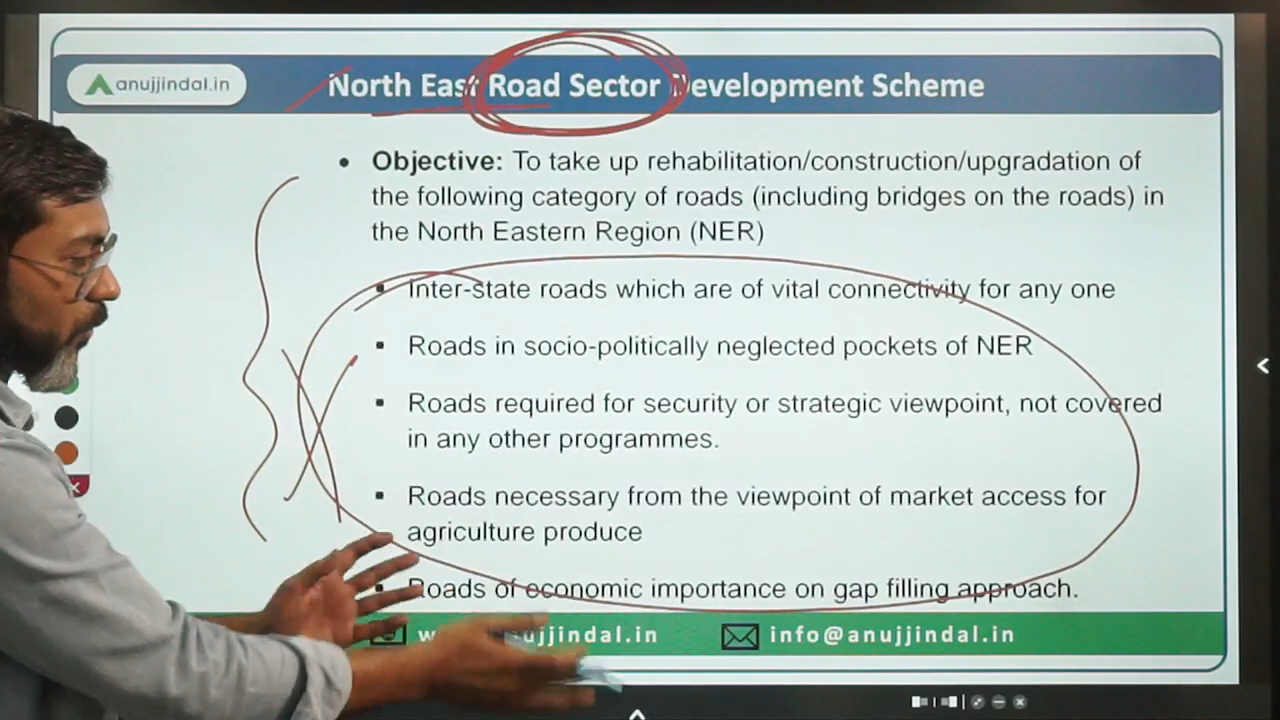 anujjindal.in
North East Road Sector Development Scheme
Objective: To take up rehabilitation/construction/upgradation of
the following category of roads (including bridges on the roads) in
the North Eastern Region (NER)
Inter-state roads which are of vital connectivity for any one
Roads in socio-politically neglected pockets of NER
Roads required for security or strategic viewpoint, not covered
in any other programmes.
Roads necessary from the viewpoint of market access for
agriculture produce
Roads of economic importance on gap filling approach.
ujjindal.in info@anujjindal.in